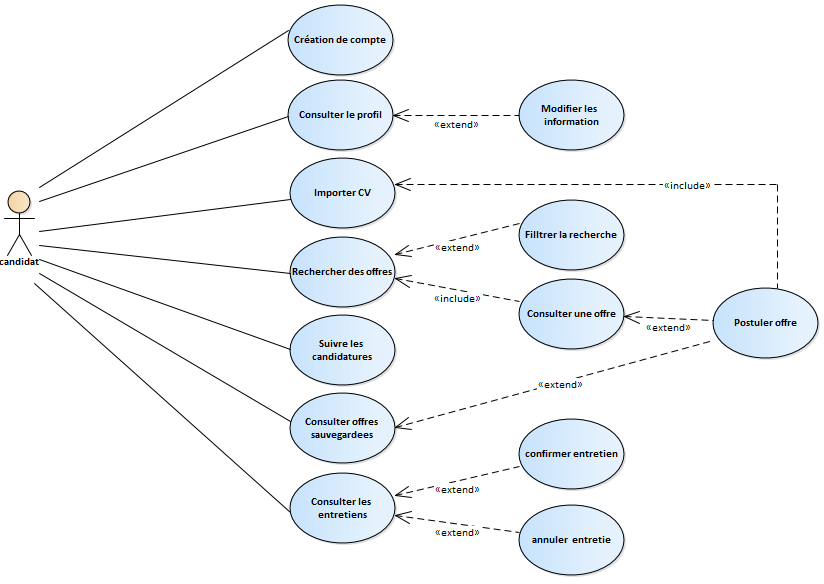 Création de compte
Consulter le profil
«extend»
Modifier les
information
Importer CV
«include»
candidat
Filltrer la recherche
«extend»
Rechercher des offres
«include»
Consulter une offre
«extend»
Postuler offre
Suivre les
candidatures
«extend»
Consulter offres
sauvegardees
confirmer entretien
«extend»
Consulter les
entretiens
«extend»
annuler entretie